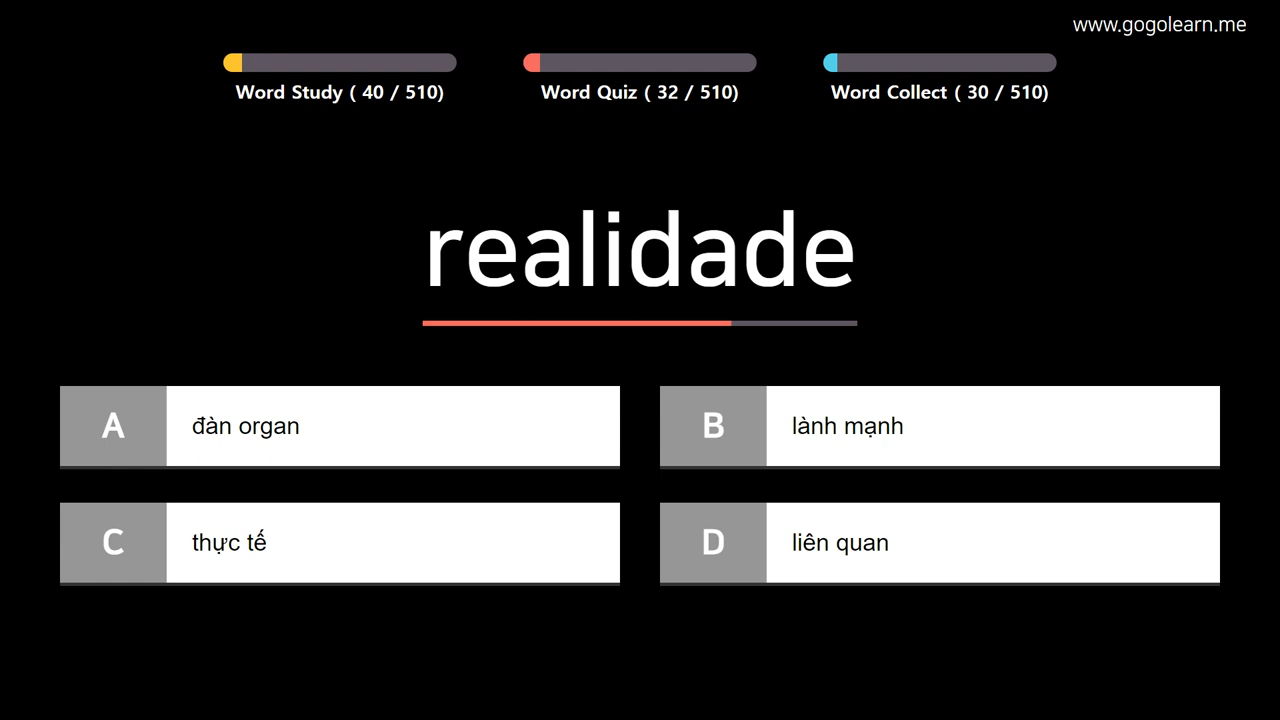 www.gogolearn.me
Word Study ( 40 / 510)
Word Quiz ( 32 / 510)
Word Collect ( 30 / 510)
realidade
A đàn organ
B lành mạnh
C thực tế
D liên quan